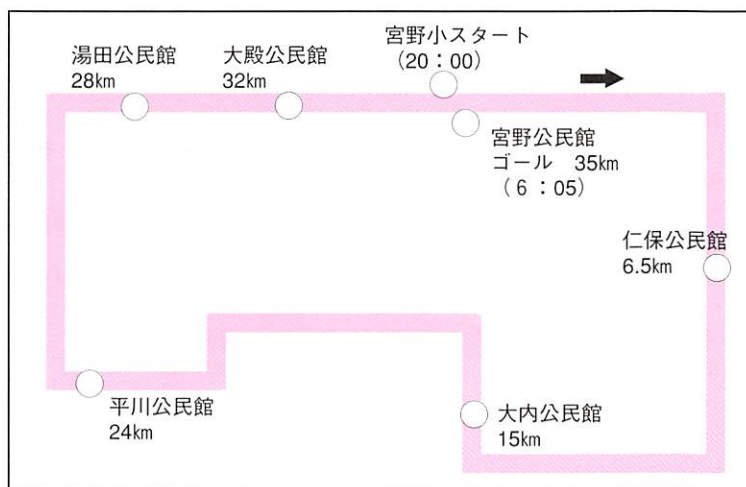 湯田公民館
28km
大殿公民館
32km
宮野小スタート
（20：00）
宮野公民館
ゴール　35km
（6：05）
仁保公民館
6.5km
平川公民館
24km
大内公民館
15km